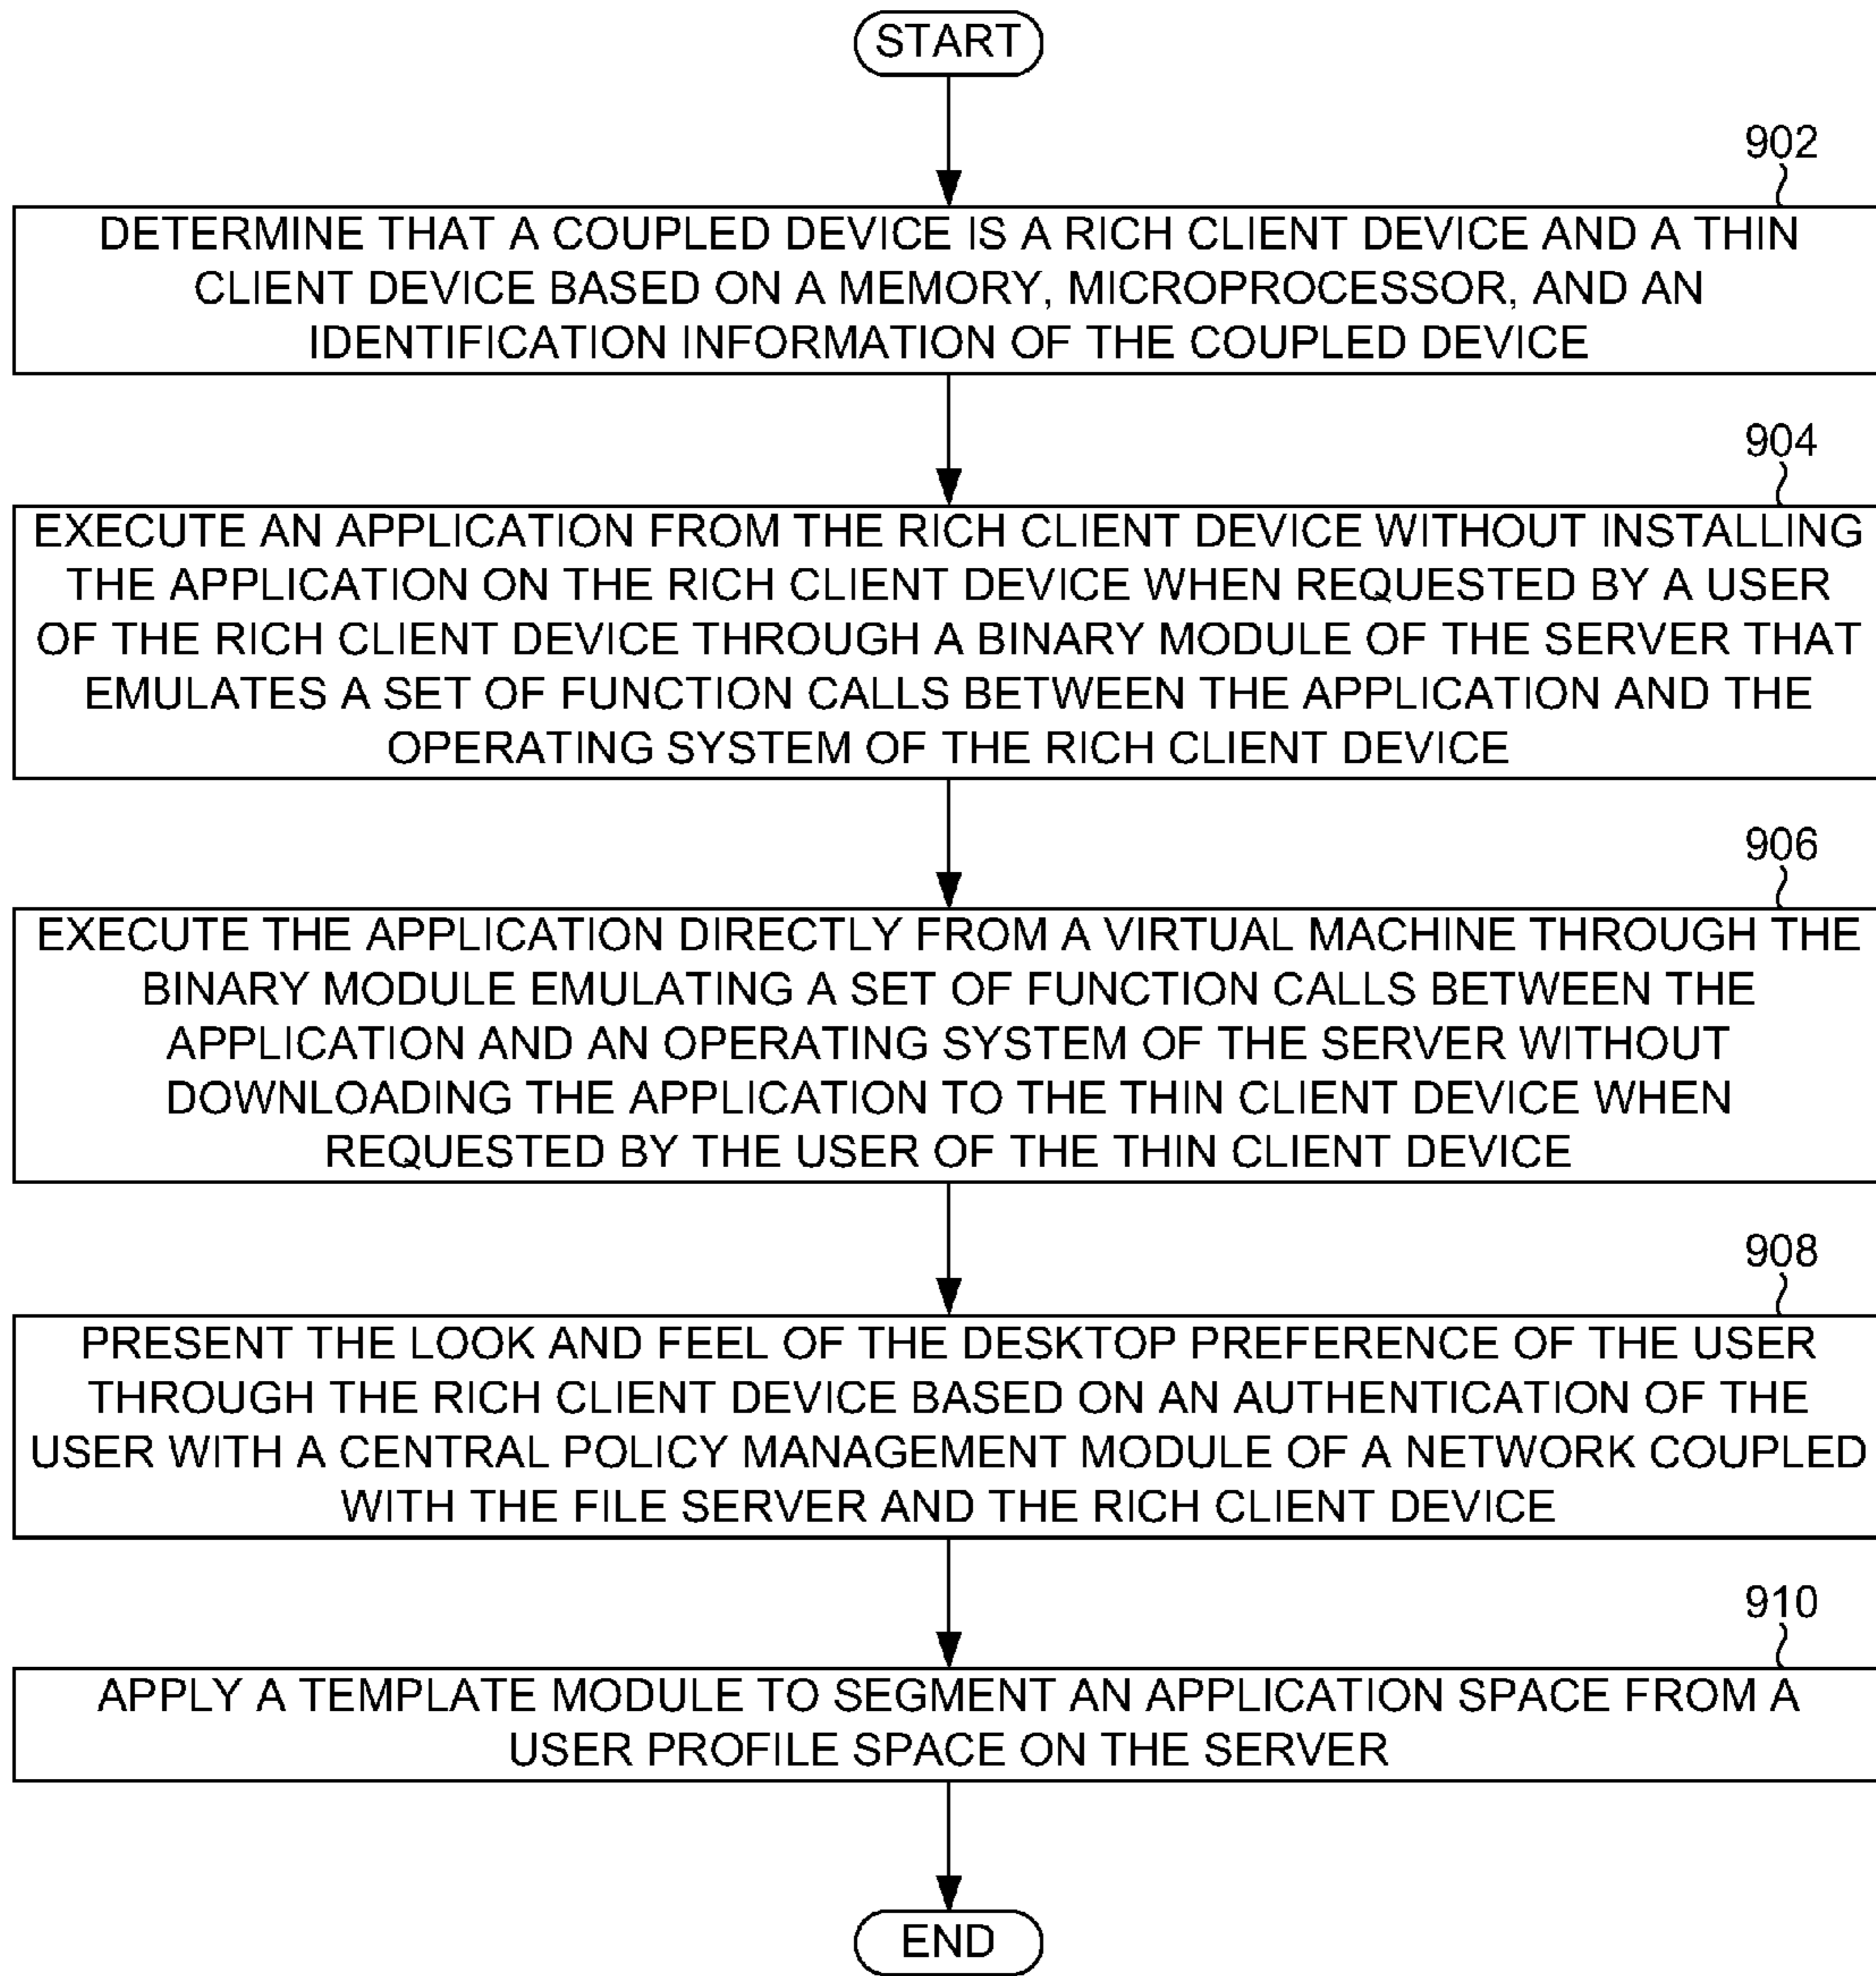 START
902
DETERMINE THAT A COUPLED DEVICE IS A RICH CLIENT DEVICE AND A THIN
CLIENT DEVICE BASED ON A MEMORY, MICROPROCESSOR, AND AN
IDENTIFICATION INFORMATION OF THE COUPLED DEVICE
904
EXECUTE AN APPLICATION FROM THE RICH CLIENT DEVICE WITHOUT INSTALLING
THE APPLICATION ON THE RICH CLIENT DEVICE WHEN REQUESTED BY A USER
OF THE RICH CLIENT DEVICE THROUGH A BINARY MODULE OF THE SERVER THAT
EMULATES A SET OF FUNCTION CALLS BETWEEN THE APPLICATION AND THE
OPERATING SYSTEM OF THE RICH CLIENT DEVICE
906
EXECUTE THE APPLICATION DIRECTLY FROM A VIRTUAL MACHINE THROUGH THE
BINARY MODULE EMULATING A SET OF FUNCTION CALLS BETWEEN THE
APPLICATION AND AN OPERATING SYSTEM OF THE SERVER WITHOUT
DOWNLOADING THE APPLICATION TO THE THIN CLIENT DEVICE WHEN
REQUESTED BY THE USER OF THE THIN CLIENT DEVICE
908
PRESENT THE LOOK AND FEEL OF THE DESKTOP PREFERENCE OF THE USER
THROUGH THE RICH CLIENT DEVICE BASED ON AN AUTHENTICATION OF THE
USER WITH A CENTRAL POLICY MANAGEMENT MODULE OF A NETWORK COUPLED
WITH THE FILE SERVER AND THE RICH CLIENT DEVICE
910
APPLY A TEMPLATE MODULE TO SEGMENT AN APPLICATION SPACE FROM A
USER PROFILE SPACE ON THE SERVER
END